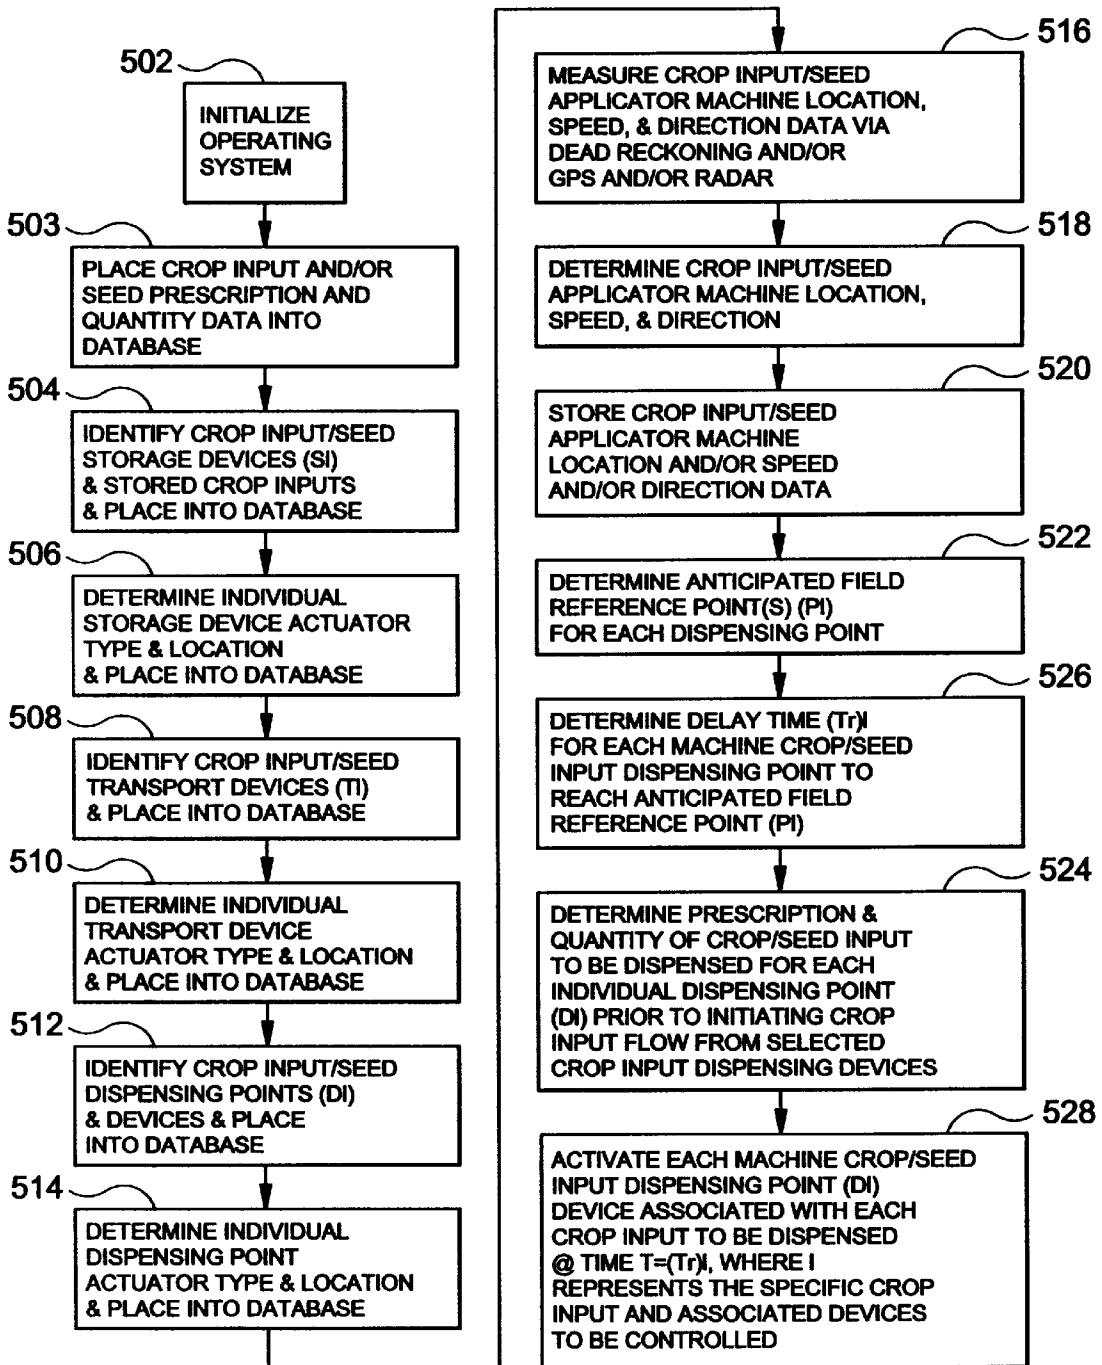 502
INITIALIZE
OPERATING
SYSTEM
503
PLACE CROP INPUT AND/OR
SEED PRESCRIPTION AND
QUANTITY DATA INTO
DATABASE
504
IDENTIFY CROP INPUT/SEED
STORAGE DEVICES (SI)
& STORED CROP INPUTS
& PLACE INTO DATABASE
506
DETERMINE INDIVIDUAL
STORAGE DEVICE ACTUATOR
TYPE & LOCATION
& PLACE INTO DATABASE
508
IDENTIFY CROP INPUT/SEED
TRANSPORT DEVICES (TI)
& PLACE INTO DATABASE
510
DETERMINE INDIVIDUAL
TRANSPORT DEVICE
ACTUATOR TYPE & LOCATION
& PLACE INTO DATABASE
512
IDENTIFY CROP INPUT/SEED
DISPENSING POINTS (DI)
& DEVICES & PLACE
INTO DATABASE
514
DETERMINE INDIVIDUAL
DISPENSING POINT
ACTUATOR TYPE & LOCATION
& PLACE INTO DATABASE
516
MEASURE CROP INPUT/SEED
APPLICATOR MACHINE LOCATION,
SPEED, & DIRECTION DATA VIA
DEAD RECKONING AND/OR
GPS AND/OR RADAR
518
DETERMINE CROP INPUT/SEED
APPLICATOR MACHINE LOCATION,
SPEED, & DIRECTION
520
STORE CROP INPUT/SEED
APPLICATOR MACHINE
LOCATION AND/OR SPEED
AND/OR DIRECTION DATA
522
DETERMINE ANTICIPATED FIELD
REFERENCE POINT(S) (PI)
FOR EACH DISPENSING POINT
526
DETERMINE DELAY TIME (Tr)I
FOR EACH MACHINE CROP/SEED
INPUT DISPENSING POINT TO
REACH ANTICIPATED FIELD
REFERENCE POINT (PI)
524
DETERMINE PRESCRIPTION &
QUANTITY OF CROP/SEED INPUT
TO BE DISPENSED FOR EACH
INDIVIDUAL DISPENSING POINT
(DI) PRIOR TO INITIATING CROP
INPUT FLOW FROM SELECTED
CROP INPUT DISPENSING DEVICES
528
ACTIVATE EACH MACHINE CROP/SEED
INPUT DISPENSING POINT (DI)
DEVICE ASSOCIATED WITH EACH
CROP INPUT TO BE DISPENSED
@ TIME T=(Tr)I, WHERE I
REPRESENTS THE SPECIFIC CROP
INPUT AND ASSOCIATED DEVICES
TO BE CONTROLLED